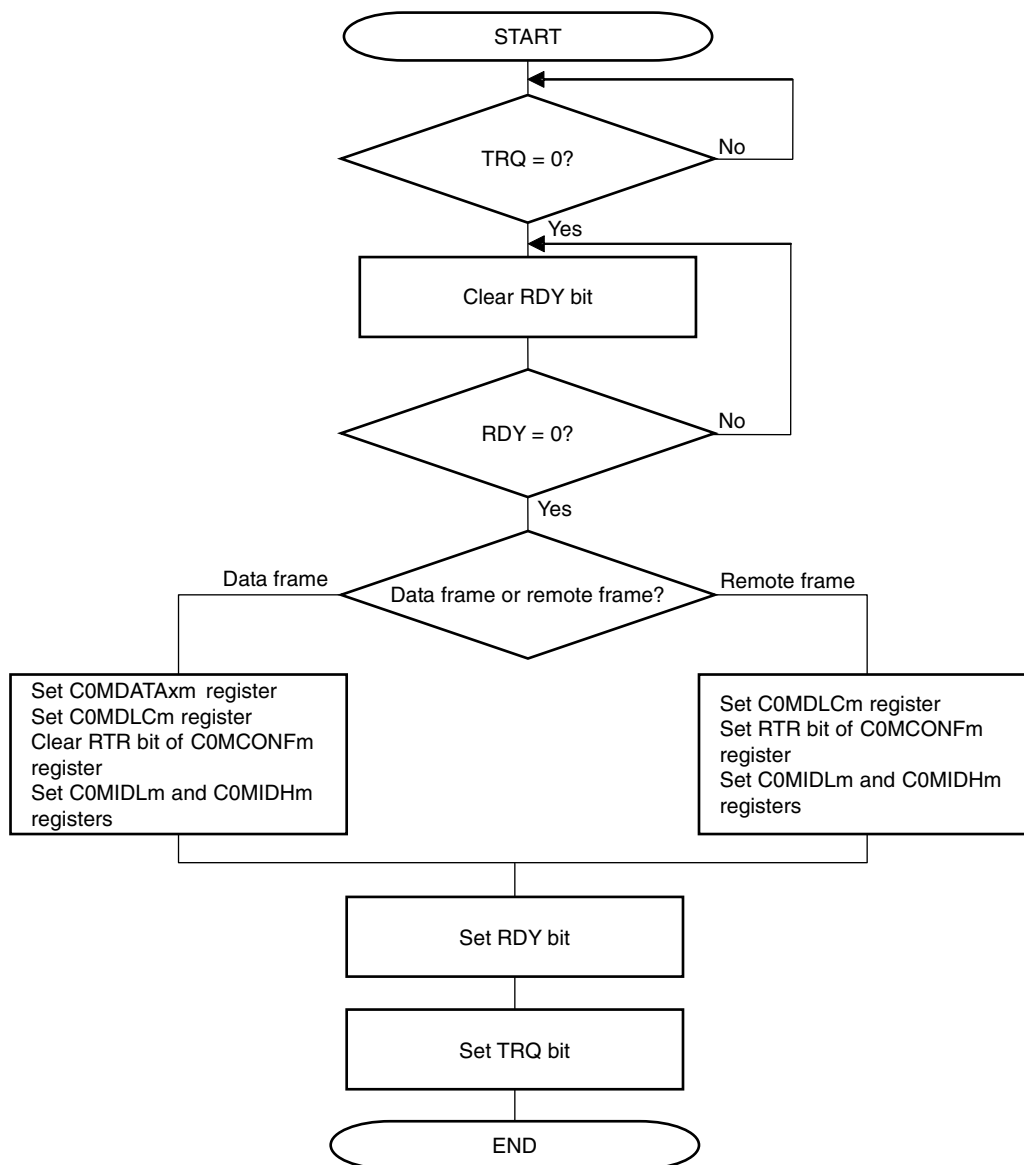 START
TRQ = 0?
No
Yes
Clear RDY bit
RDY = 0?
No
Yes
Data frame
Data frame or remote frame?
Remote frame
Set C0MDATAxm register
Set C0MDLCm register
Clear RTR bit of C0MCONFm
register
Set C0MIDLm and C0MIDHm
registers
Set C0MDLCm register
Set RTR bit of C0MCONFm
register
Set C0MIDLm and C0MIDHm
registers
Set RDY bit
Set TRQ bit
END